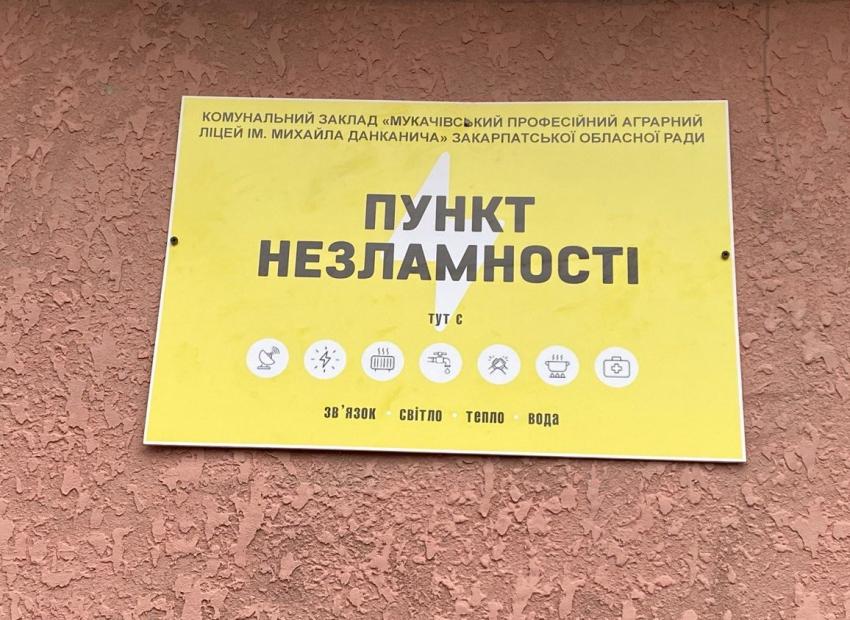 КОМУНАЛЬНИЙ ЗАКЛАД «МУКАЧІВСЬКИЙ ПРОФЕСІЙНИЙ АГРАРНИЙ
ЛІЦЕЙ ІМ. МИХАЙЛА ДАНКАНИЧА» ЗАКАРПАТСЬКОЇ ОБЛАСНОЇ РАДИ
ПУНКТ
НЕЗЛАМНОСТІ
тут є
зв'язок · світло · тепло · вода